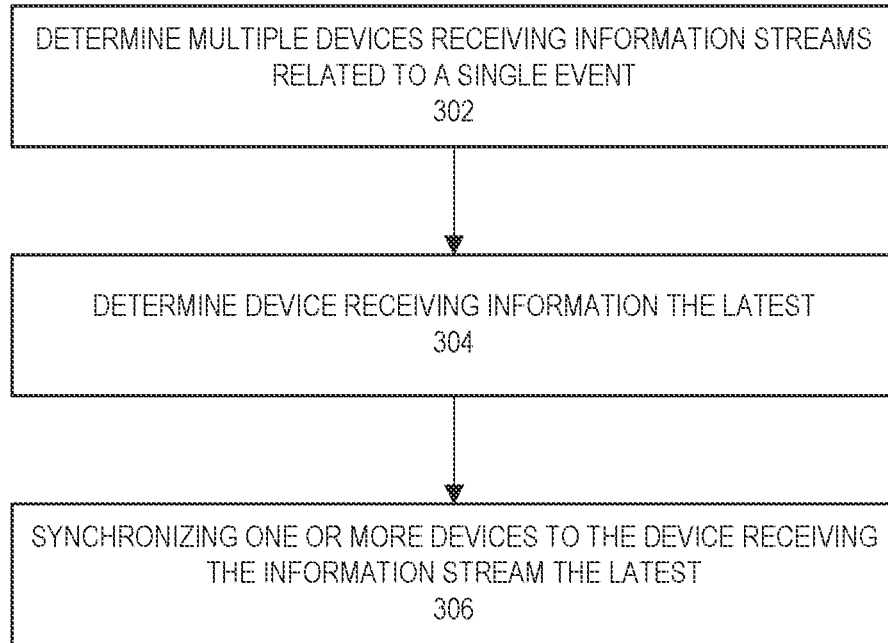 DETERMINE MULTIPLE DEVICES RECEIVING INFORMATION STREAMS
RELATED TO A SINGLE EVENT
302
DETERMINE DEVICE RECEIVING INFORMATION THE LATEST
304
SYNCHRONIZING ONE OR MORE DEVICES TO THE DEVICE RECEIVING
THE INFORMATION STREAM THE LATEST
306